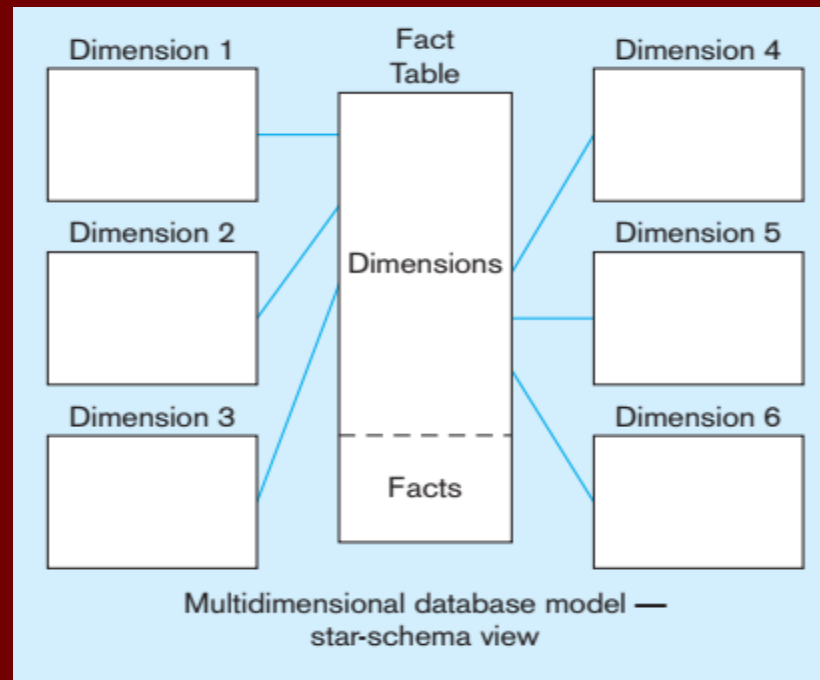 Dimension 1
Fact
Table
Dimension 4
Dimension 2
Dimensions
Dimension 5
Dimension 3
Facts
Dimension 6
Multidimensional database model —
star-schema view